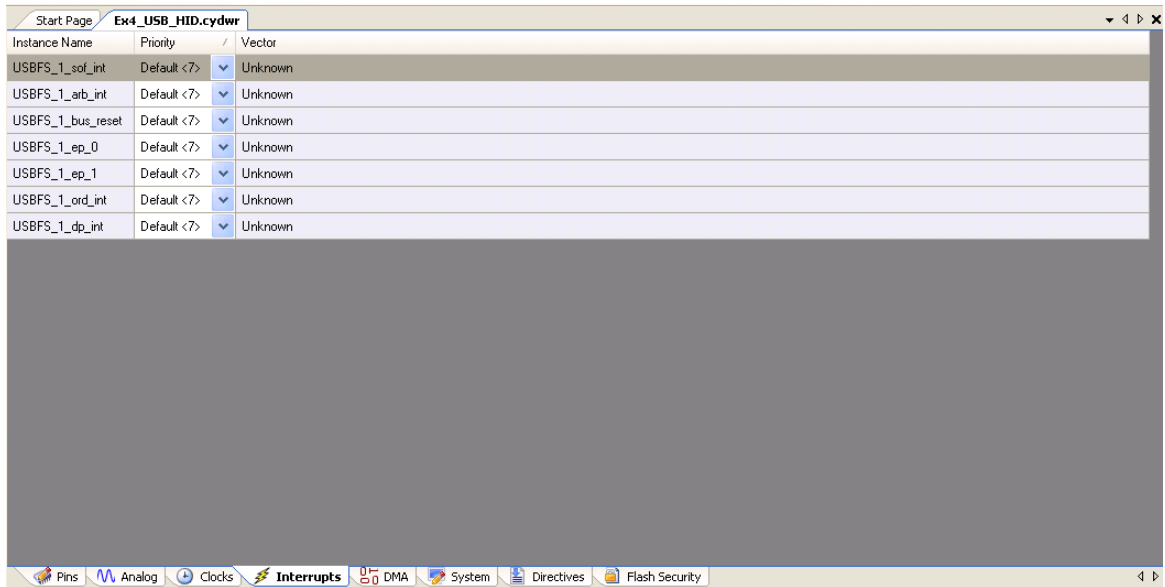 Start Page Ex4_USB_HID.cydwr
Instance Name Priority / Vector
USBFS_1_sof_int Default <7> Unknown
USBFS_1_arb_int Default <7> Unknown
USBFS_1_bus_reset Default <7> Unknown
USBFS_1_ep_0 Default <7> Unknown
USBFS_1_ep_1 Default <7> Unknown
USBFS_1_ord_int Default <7> Unknown
USBFS_1_dp_int Default <7> Unknown
Pins Analog Clocks Interrupts DMA System Directives Flash Security